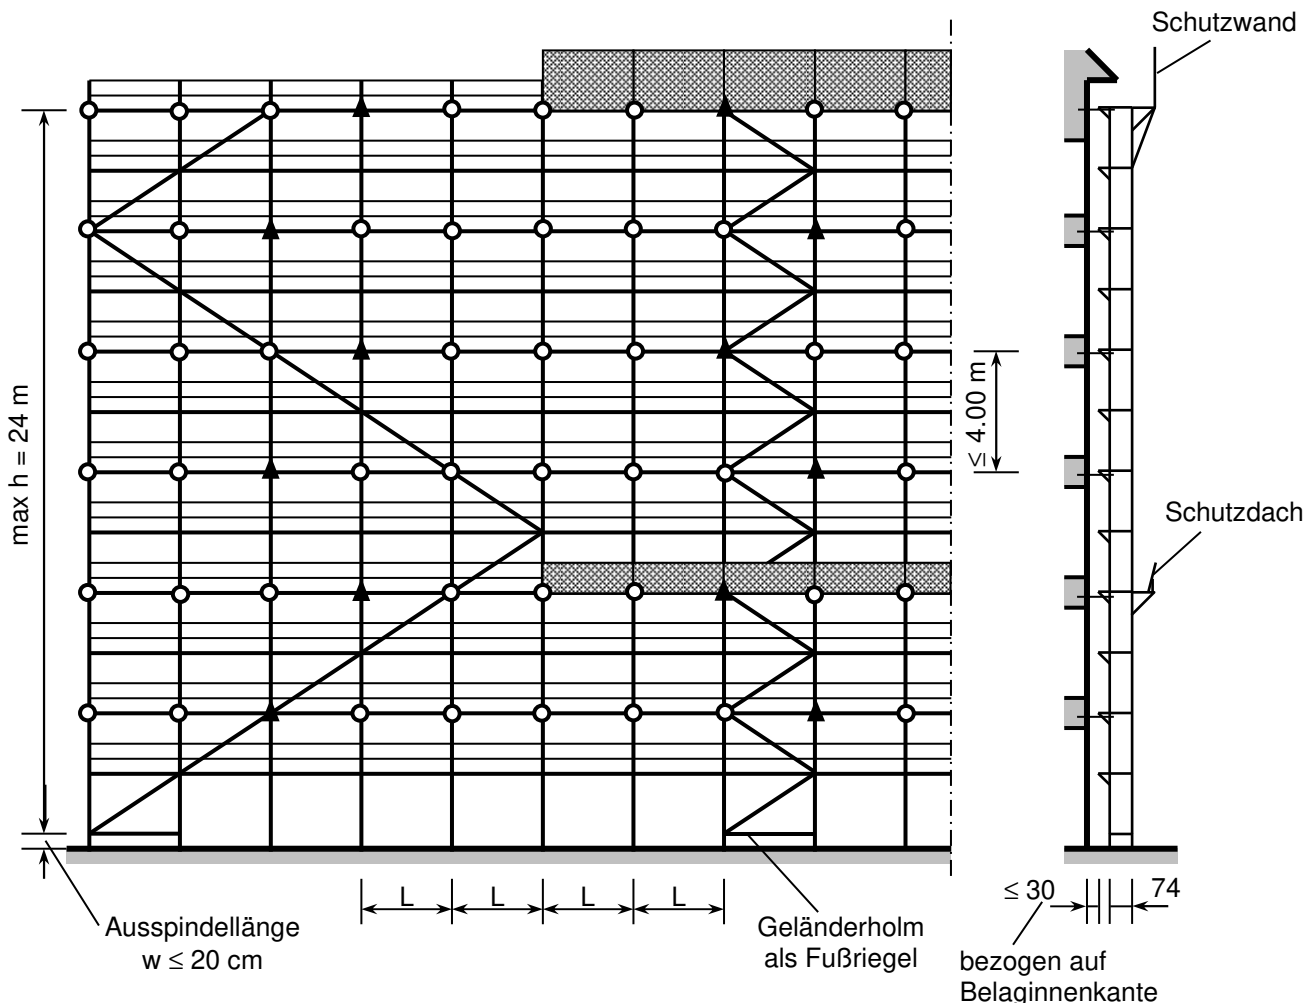 Schutzwand
max h = 24 m
≤ 4.00 m
Schutzdach
L
L
L
L
≤ 30
74
Ausspindellänge
w ≤ 20 cm
Geländerholm
als Fußriegel
bezogen auf
Belaginnenkante